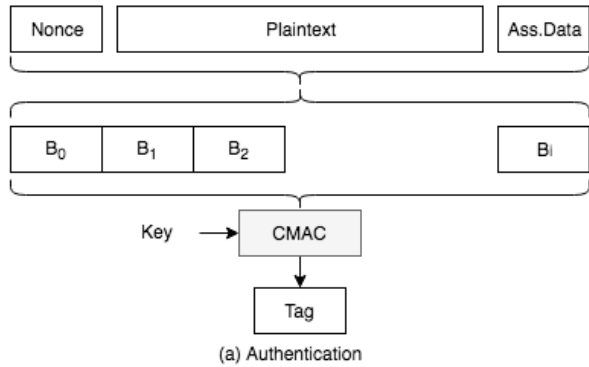 Nonce Plaintext Ass.Data
B₀ B₁ B₂ Bi
Key CMAC
Tag
(a) Authentication